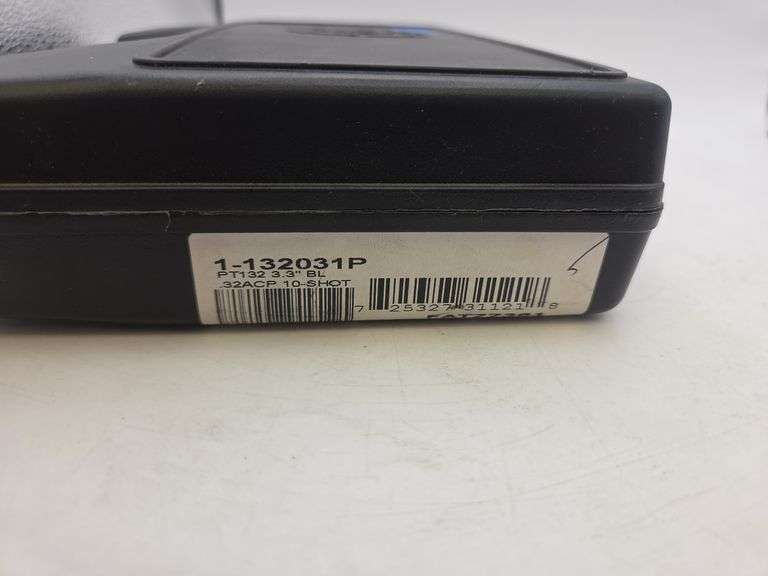 1-132031P
PT132 3.3" BL
.32ACP 10-SHOT
7 25327 31121 8